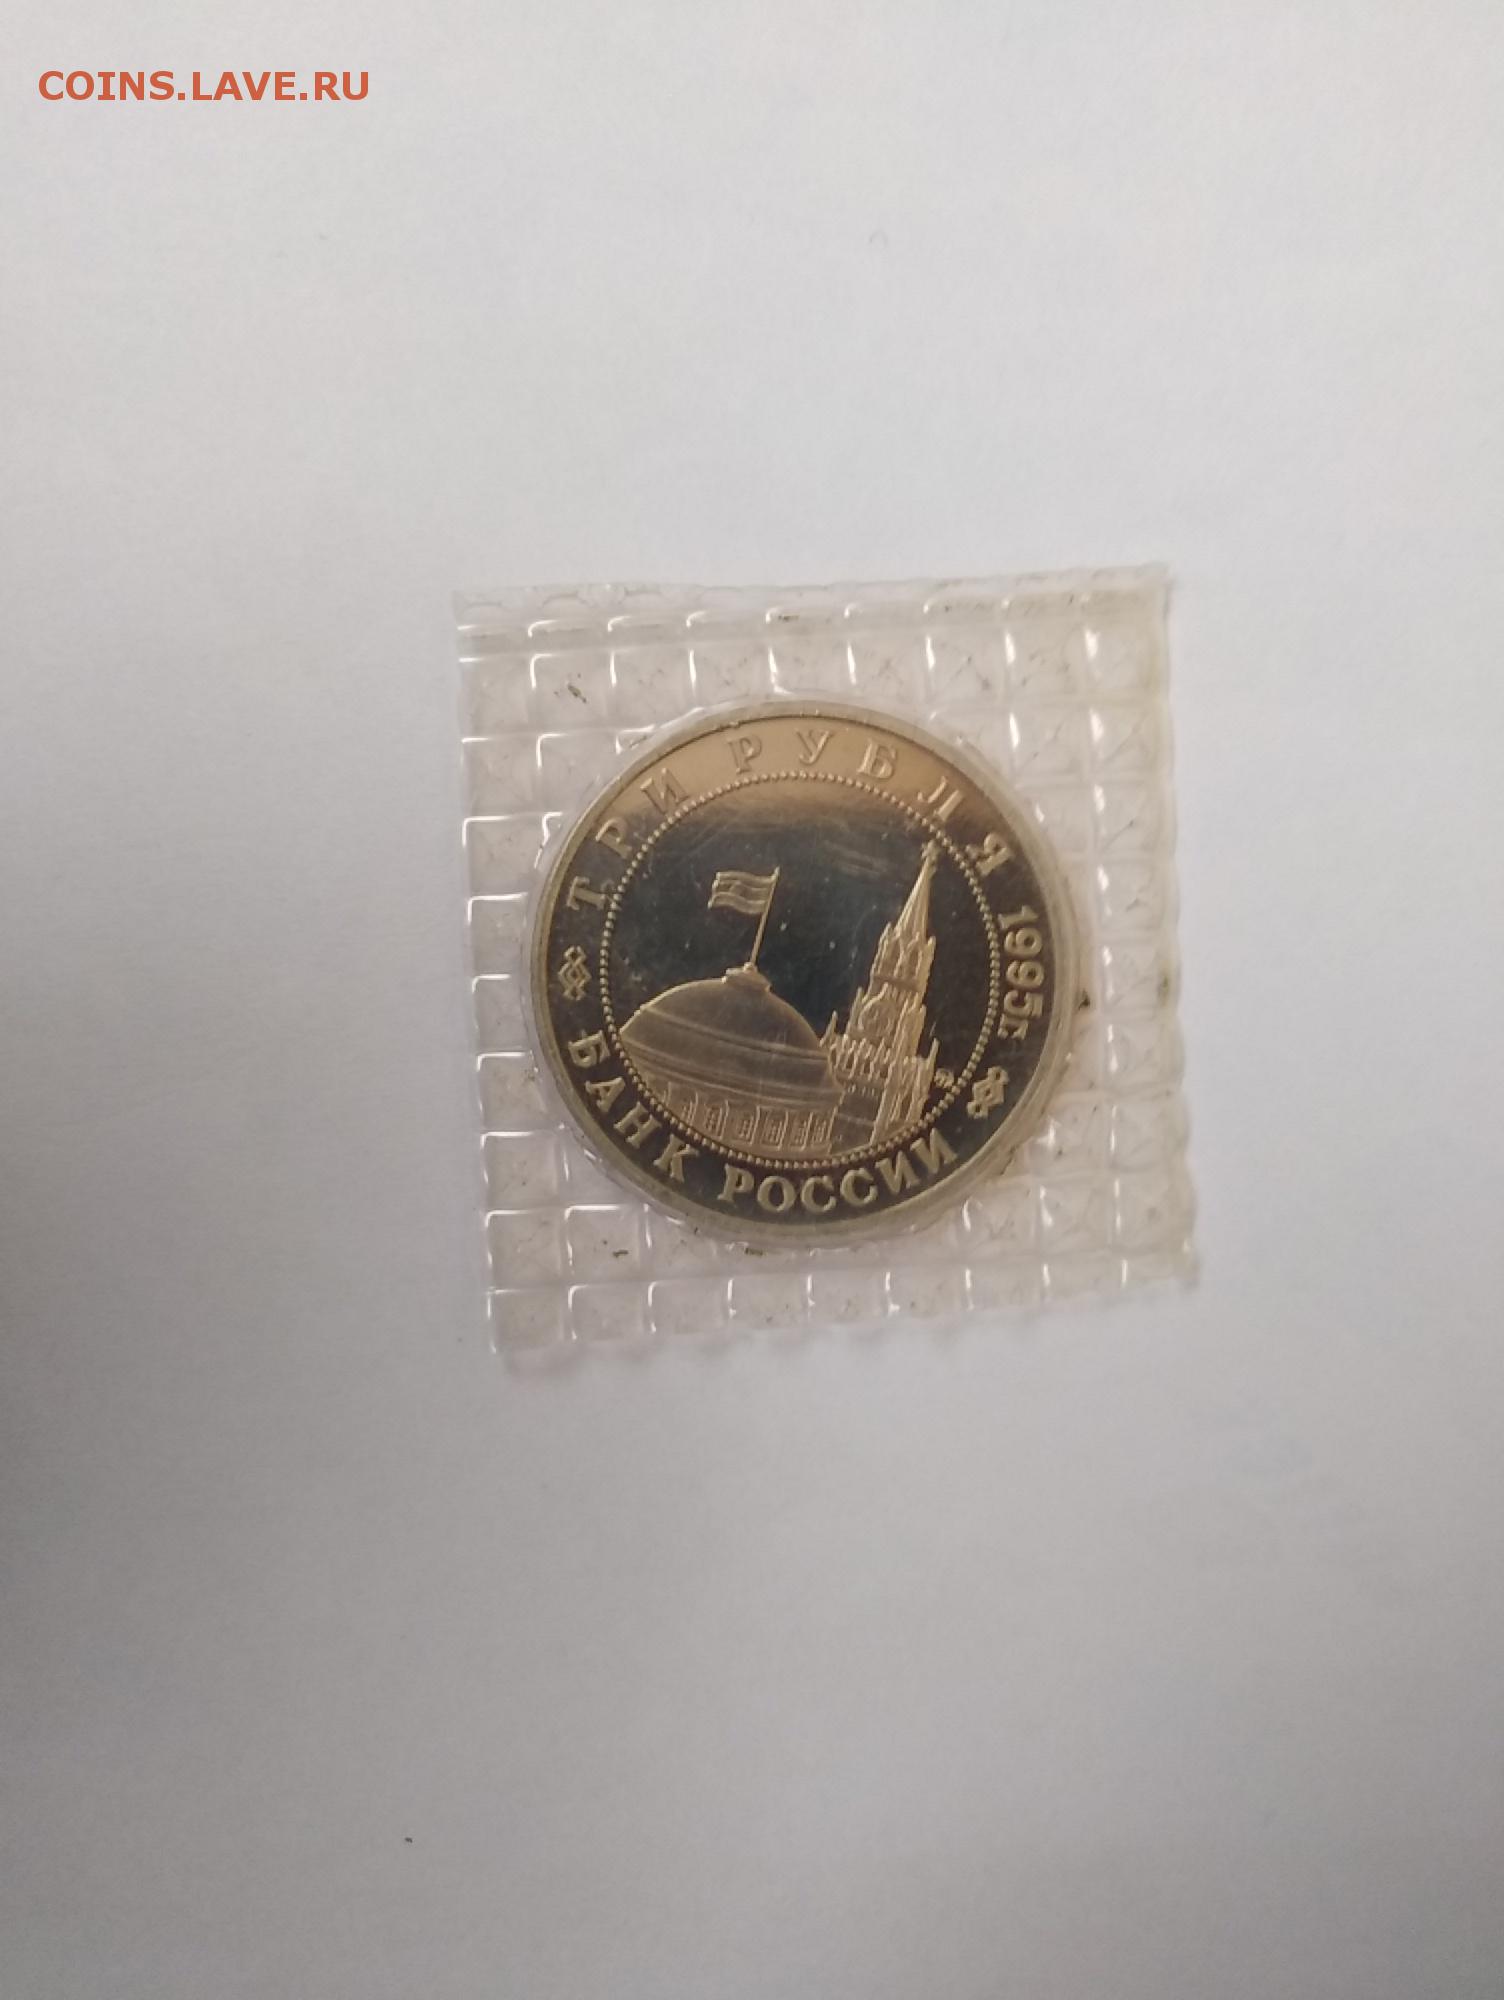 COINS.LAVE.RU
ТРИ РУБЛЯ 1995г.
БАНК РОССИИ